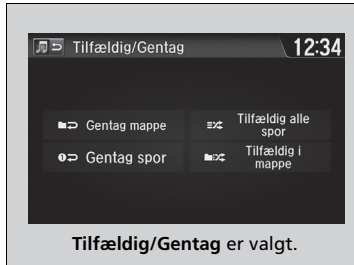 Tilfældig/Gentag
12:34
Gentag mappe
Tilfældig alle
spor
Gentag spor
Tilfældig i
mappe
Tilfældig/Gentag er valgt.